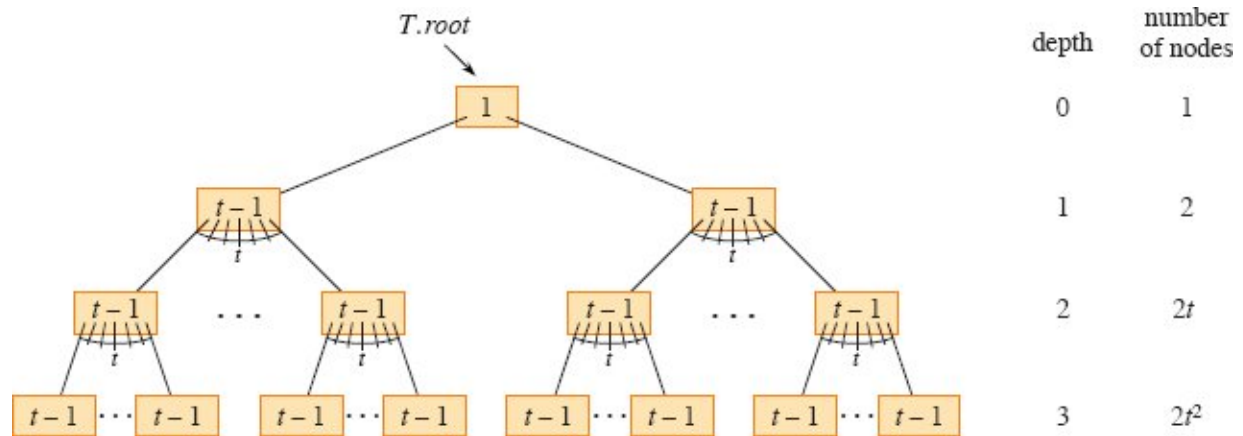 T.root
depth
number
of nodes
1
0 1
t – 1 t – 1
1 2
t t
t – 1 ... t – 1 t – 1 ... t – 1
2 2t
t t t t
t – 1 ... t – 1 t – 1 ... t – 1 t – 1 ... t – 1 t – 1 ... t – 1
3 2t²